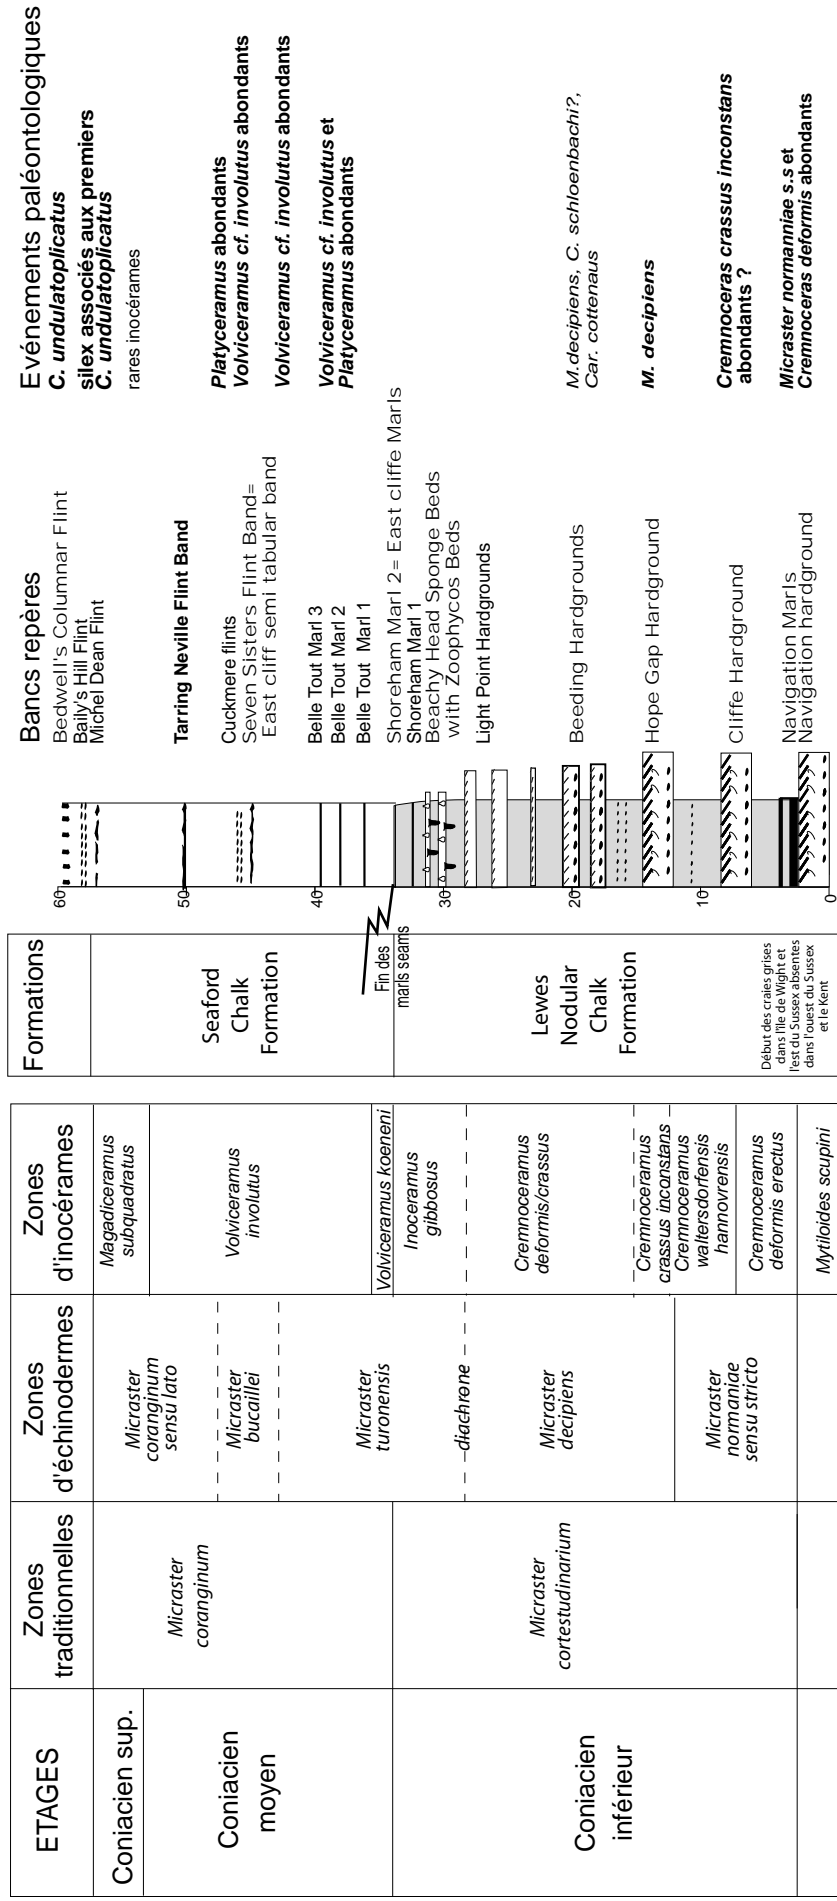 ETAGES
Coniacien sup.
Coniacien
moyen
Coniacien
inférieur
Zones
traditionnelles
Micraster
coranginum
Micraster
cortestudinarium
Zones
d'échinodermes
Micraster
coranginum
sensu lato
Micraster
bucaillei
Micraster
turonensis
diachrone
Micraster
decipiens
Micraster
normaniae
sensu stricto
Zones
d'inocérames
Magadiceramus
subquadratus
Volviceramus
involutus
Volviceramus koeneni
Inoceramus
gibbosus
Cremnoceramus
deformis/crassus
Cremnoceramus
crassus inconstans
Cremnoceramus
waltersdorfensis
hannovrensis
Cremnoceramus
deformis erectus
Mytiloides scupini
Formations
Seaford
Chalk
Formation
Fin des
marls seams
Lewes
Nodular
Chalk
Formation
Début des craies grises
dans l'île de Wight et
l'est du Sussex absentes
dans l'ouest du Sussex
et le Kent
60
50
40
30
20
10
0
Bancs repères
Bedwell's Columnar Flint
Baily's Hill Flint
Michel Dean Flint
Tarring Neville Flint Band
Cuckmere flints
Seven Sisters Flint Band=
East cliff semi tabular band
Belle Tout Marl 3
Belle Tout Marl 2
Belle Tout Marl 1
Shoreham Marl 2= East cliffe Marls
Shoreham Marl 1
Beachy Head Sponge Beds
with Zoophycos Beds
Light Point Hardgrounds
Beeding Hardgrounds
Hope Gap Hardground
Cliffe Hardground
Navigation Marls
Navigation hardground
Evénements paléontologiques
C. undulatoplicatus
silex associés aux premiers
C. undulatoplicatus
rares inocérames
Platyceramus abondants
Volviceramus cf. involutus abondants
Volviceramus cf. involutus abondants
Volviceramus cf. involutus et
Platyceramus abondants
M.decipiens, C. schloenbachi?,
Car. cottenaus
M. decipiens
Cremnoceras crassus inconstans
abondants ?
Micraster normanniae s.s et
Cremnoceras deformis abondants